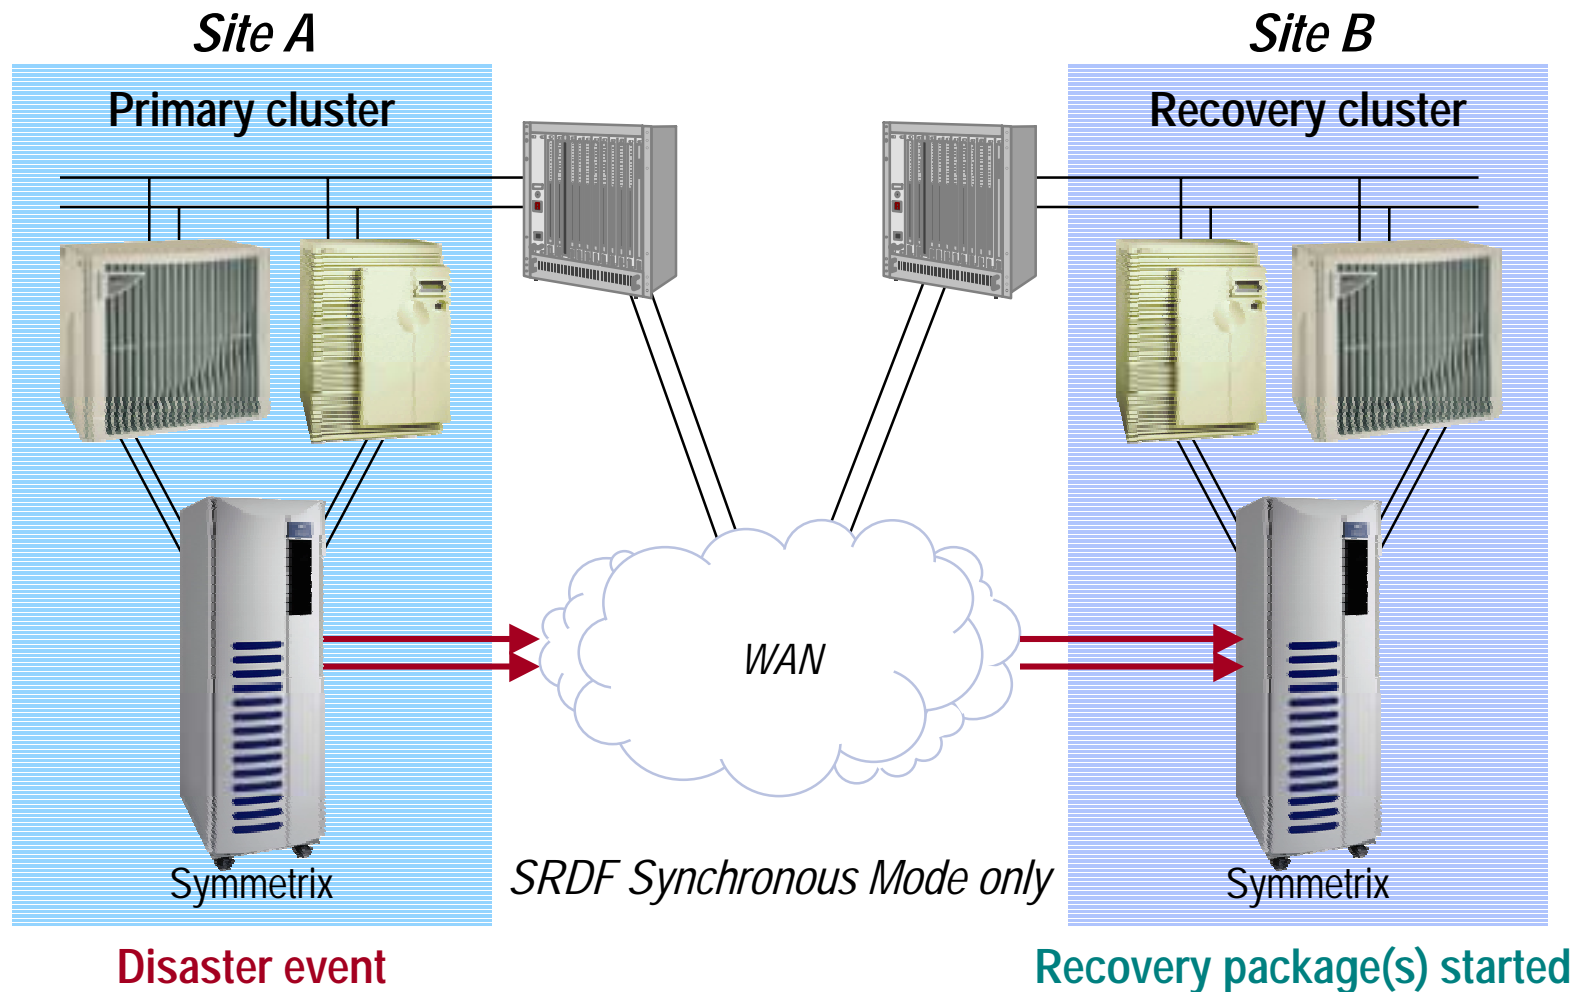 Site A
Site B
Primary cluster
Recovery cluster
WAN
SRDF Synchronous Mode only
Symmetrix
Symmetrix
Disaster event
Recovery package(s) started